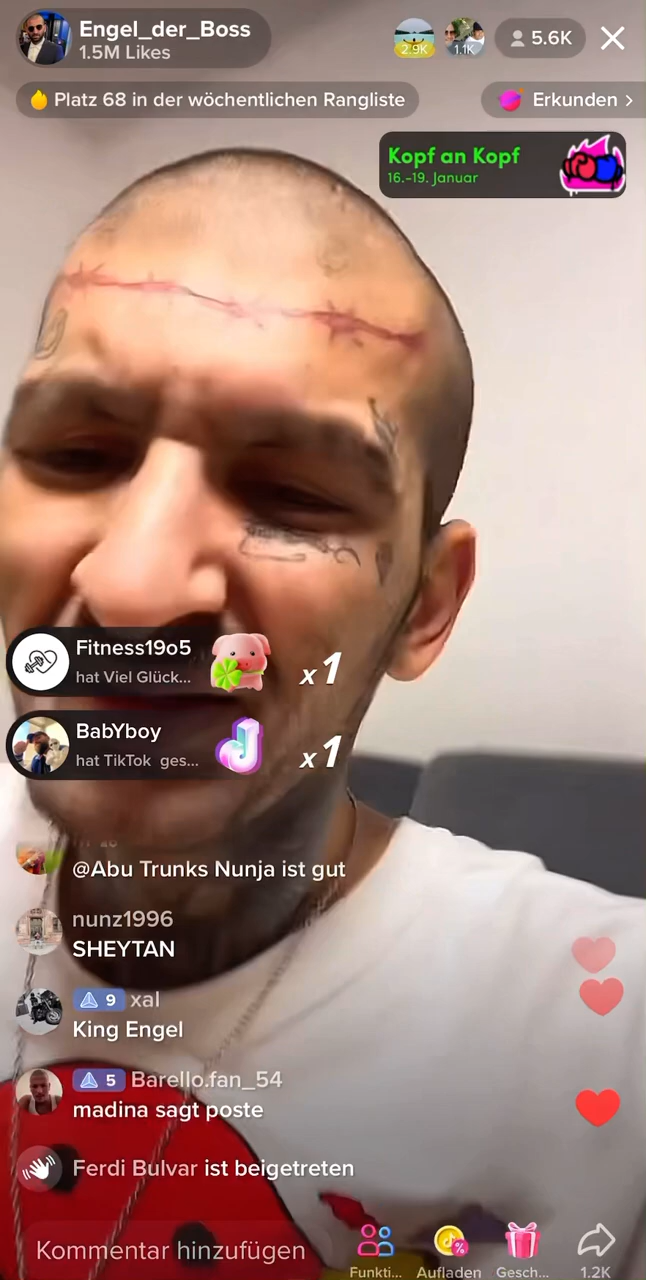 Engel_der_Boss
1.5M Likes
2.9K
1.1K
5.6K
Platz 68 in der wöchentlichen Rangliste
Erkunden >
Kopf an Kopf
16.-19. Januar
Fitness19o5
hat Viel Glück...
x1
BabYboy
hat TikTok ges...
x1
@Abu Trunks Nunja ist gut
nunz1996
SHEYTAN
9 xal
King Engel
5 Barello.fan_54
madina sagt poste
Ferdi Bulvar ist beigetreten
Kommentar hinzufügen
Funkti...
Aufladen
Gesch...
1.2K